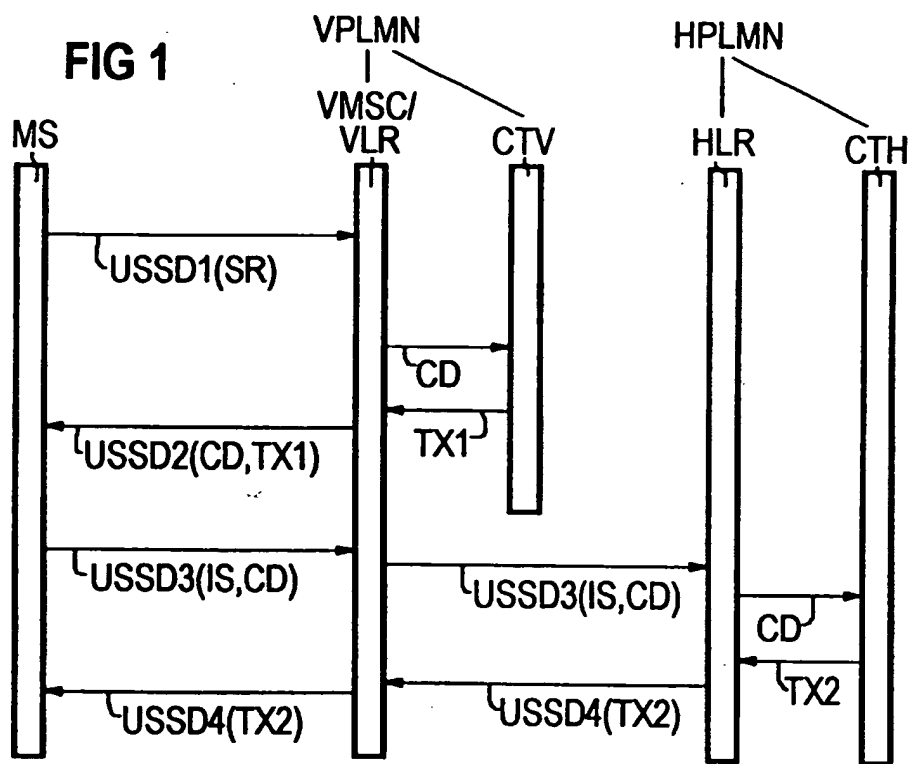 FIG 1
VPLMN
HPLMN
MS
VMSC/
VLR
CTV
HLR
CTH
USSD1(SR)
CD
TX1
USSD2(CD,TX1)
USSD3(IS,CD)
USSD3(IS,CD)
CD
TX2
USSD4(TX2)
USSD4(TX2)